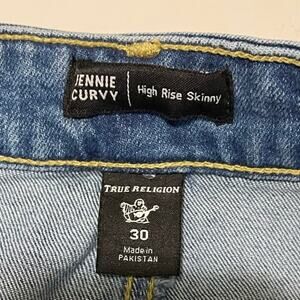 JENNIE
CURVY
High Rise Skinny
TRUE RELIGION
30
Made in
PAKISTAN